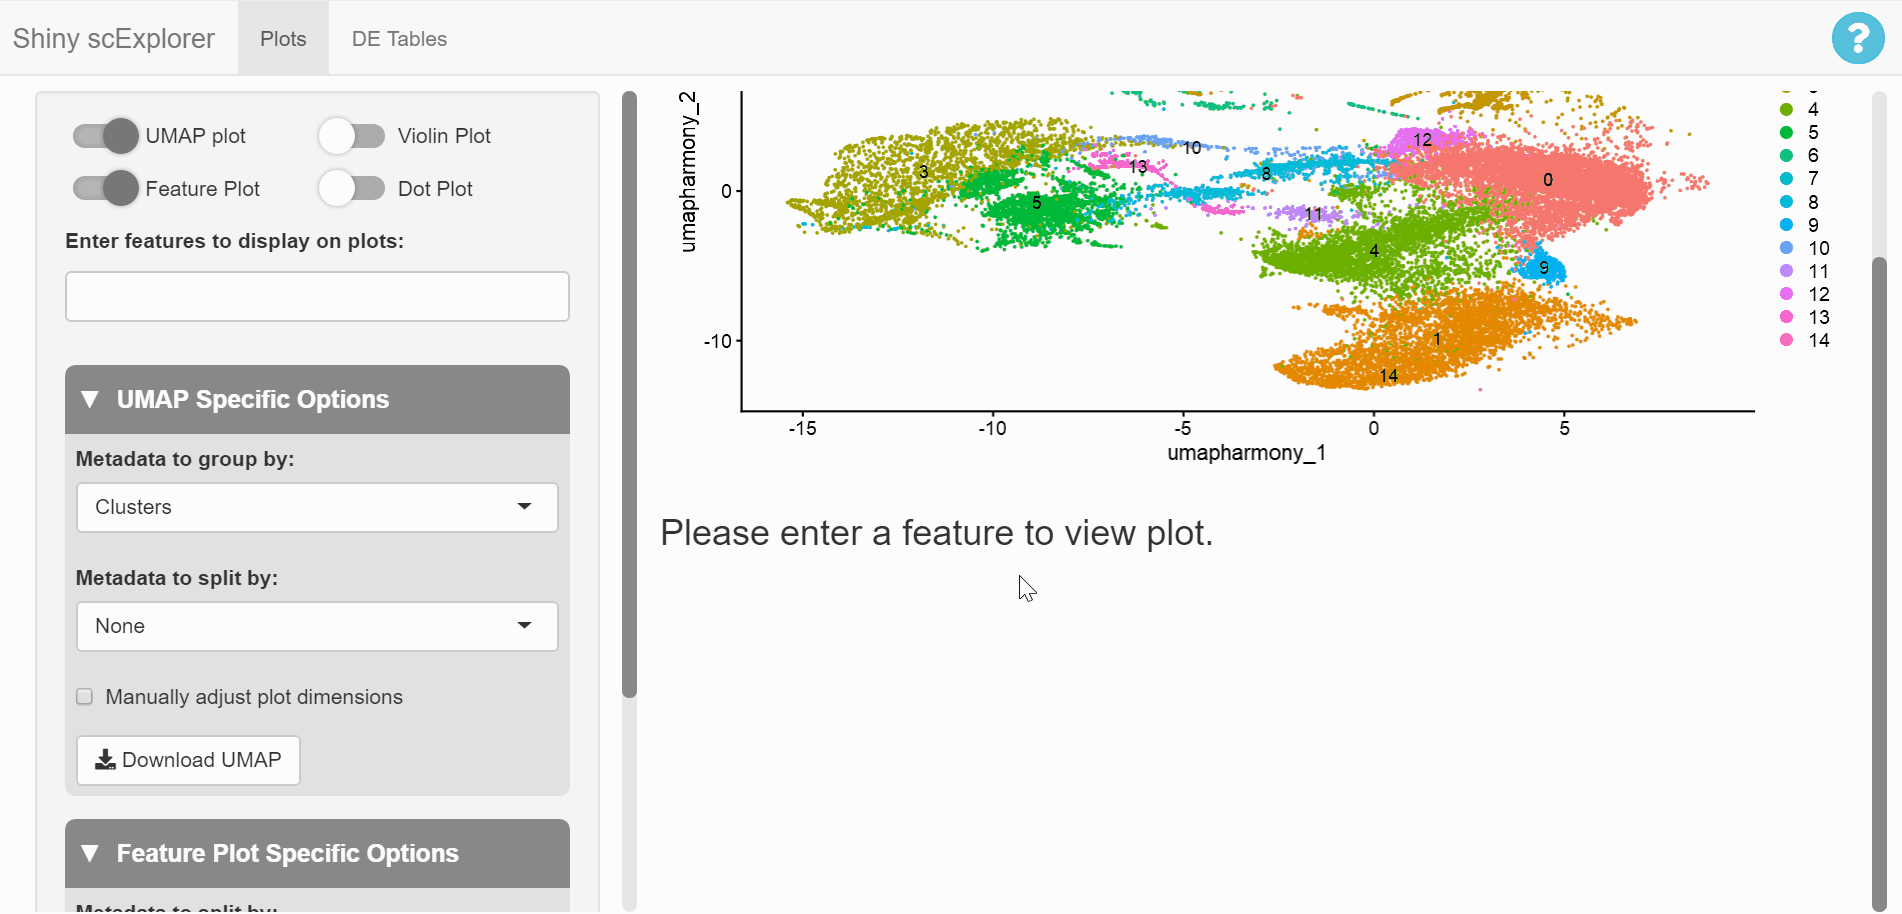 Shiny scExplorer
Plots
DE Tables
?
UMAP plot
Violin Plot
Feature Plot
Dot Plot
Enter features to display on plots:
▼ UMAP Specific Options
Metadata to group by:
Clusters
Metadata to split by:
None
Manually adjust plot dimensions
Download UMAP
▼ Feature Plot Specific Options
Metadata to split by:
umapharmony_2
0
-10
12
10
3
13
8
0
5
11
4
9
1
14
-15
-10
-5
0
5
umapharmony_1
4
5
6
7
8
9
10
11
12
13
14
Please enter a feature to view plot.